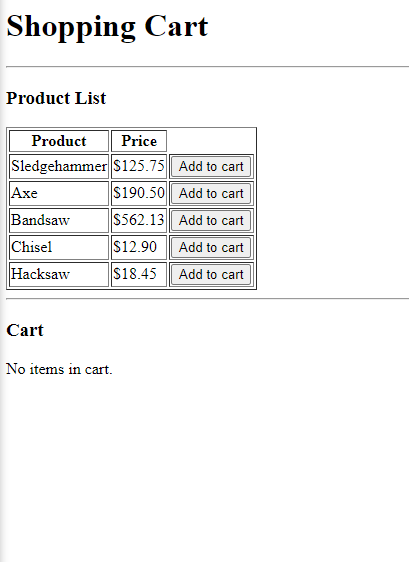 Shopping Cart
Product List
Product Price
Sledgehammer $125.75 Add to cart
Axe $190.50 Add to cart
Bandsaw $562.13 Add to cart
Chisel $12.90 Add to cart
Hacksaw $18.45 Add to cart
Cart
No items in cart.